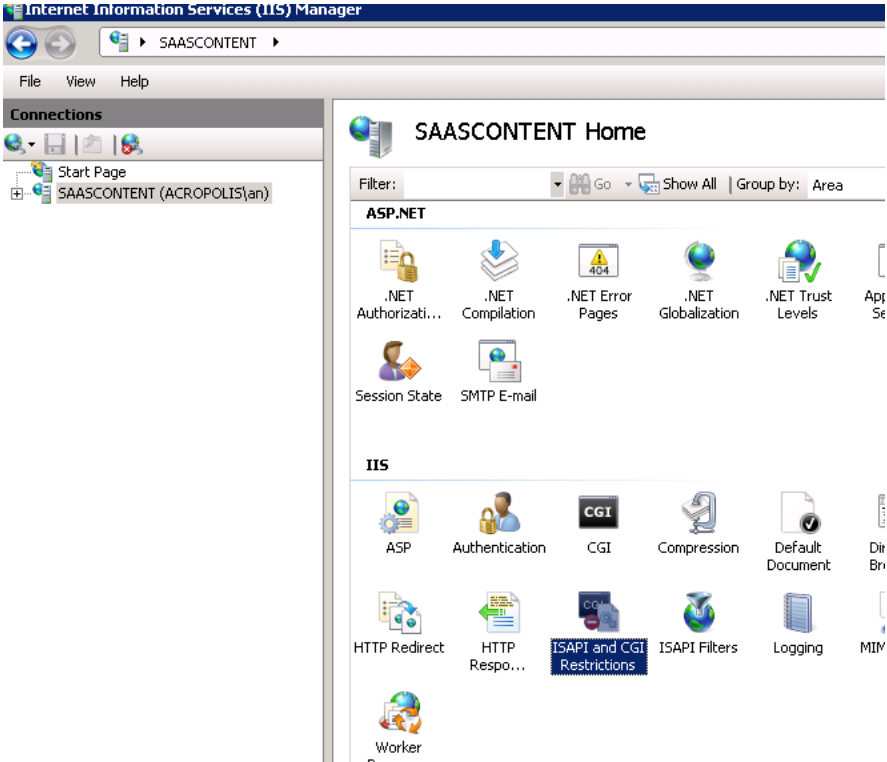 Internet Information Services (IIS) Manager
SAASCONTENT
File View Help
Connections
Start Page
SAASCONTENT (ACROPOLIS\an)
SAASCONTENT Home
Filter: Go Show All Group by: Area
ASP.NET
.NET Authorizati...
.NET Compilation
404
.NET Error Pages
.NET Globalization
.NET Trust Levels
Session State
SMTP E-mail
IIS
ASP
Authentication
CGI
CGI
Compression
Default Document
HTTP Redirect
HTTP Respo...
ISAPI and CGI Restrictions
ISAPI Filters
Logging
Worker